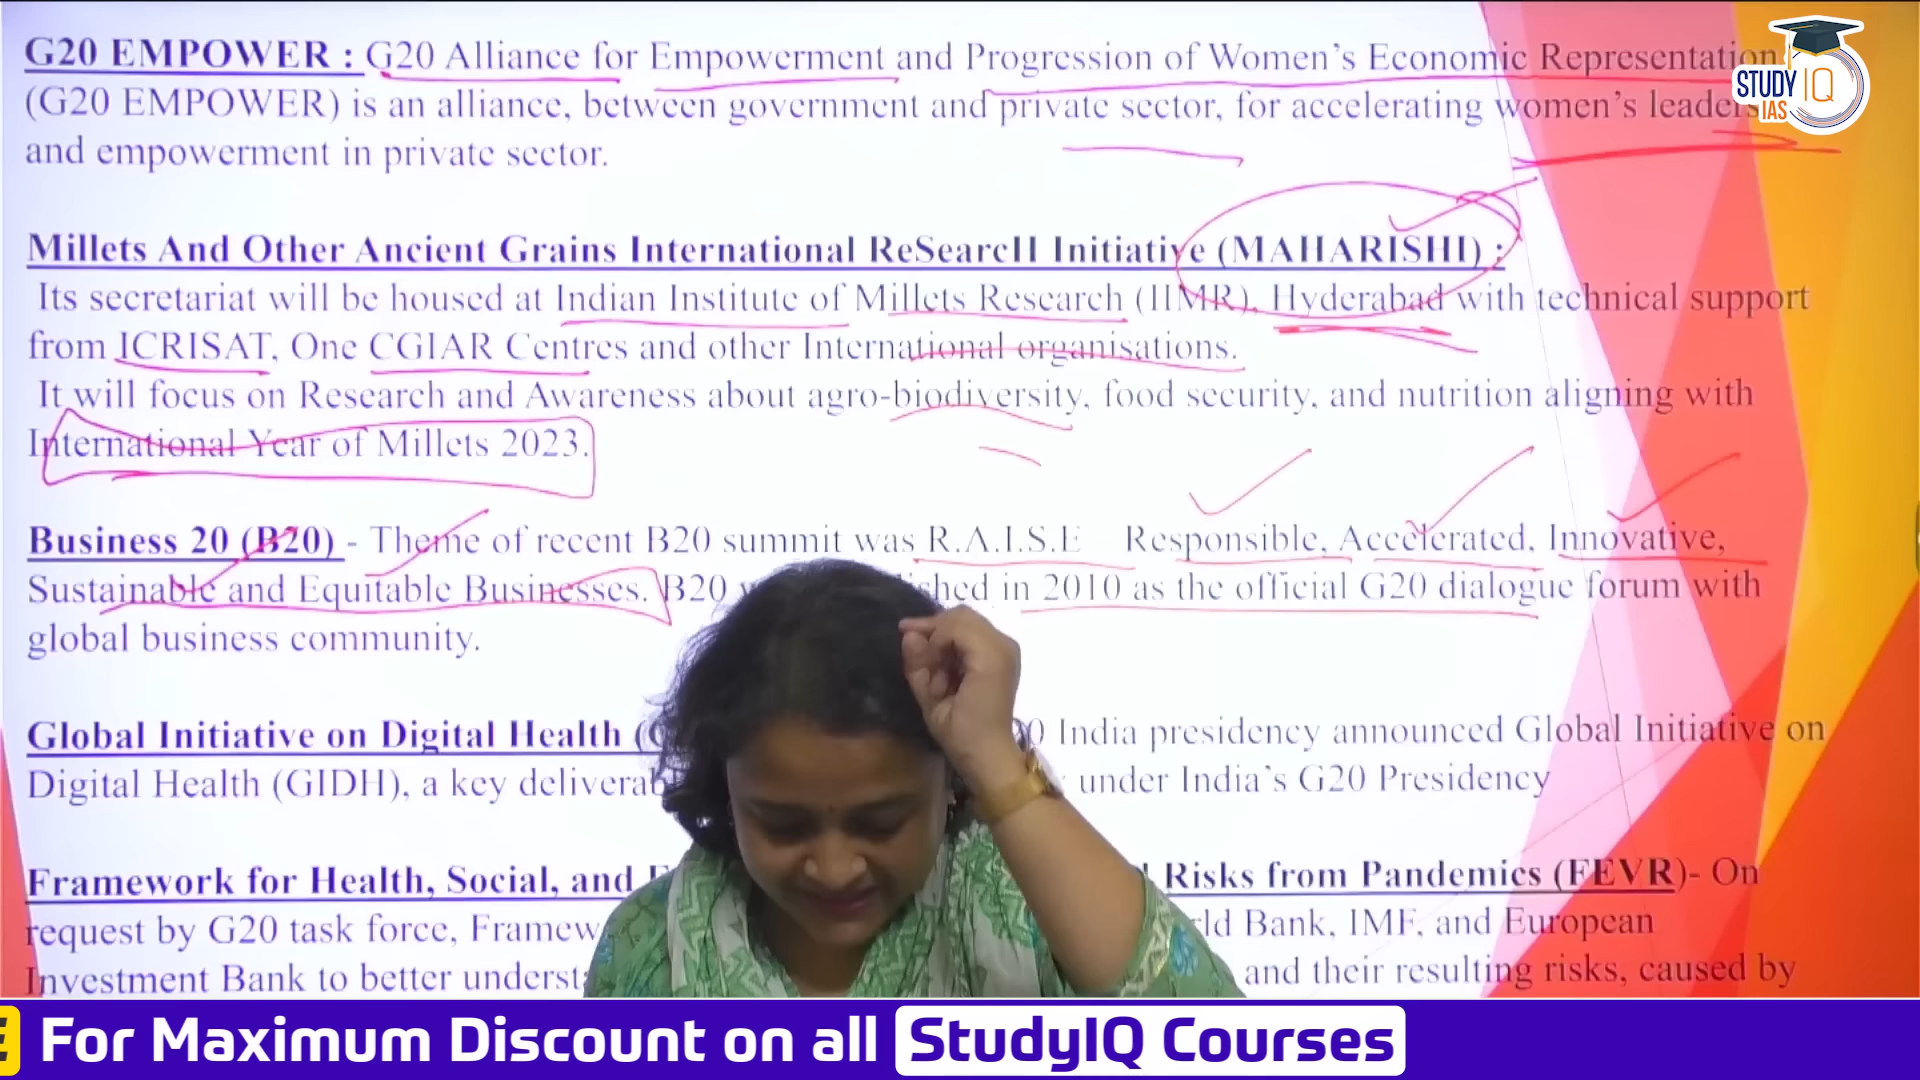 G20 EMPOWER : G20 Alliance for Empowerment and Progression of Women's Economic Representation
(G20 EMPOWER) is an alliance, between government and private sector, for accelerating women's
and empowerment in private sector.
STUDY IQ
IAS
Millets And Other Ancient Grains International ReSearcH Initiative (MAHARISHI) :
Its secretariat will be housed at Indian Institute of Millets Research (IIMR), Hyderabad with technical support
from ICRISAT, One CGIAR Centres and other International organisations.
It will focus on Research and Awareness about agro-biodiversity, food security, and nutrition aligning with
International Year of Millets 2023.
Business 20 (B20) - Theme of recent B20 summit was R.A.I.S.E – Responsible, Accelerated, Innovative,
Sustainable and Equitable Businesses. B20 in 2010 as the official G20 dialogue forum with
global business community.
Global Initiative on Digital Health India presidency announced Global Initiative on
Digital Health (GIDH), a key under India's G20 Presidency
Framework for Health, Social, and Risks from Pandemics (FEVR)- On
request by G20 task force, Bank, IMF, and European
Investment Bank to better and their resulting risks, caused by
For Maximum Discount on all StudyIQ Courses